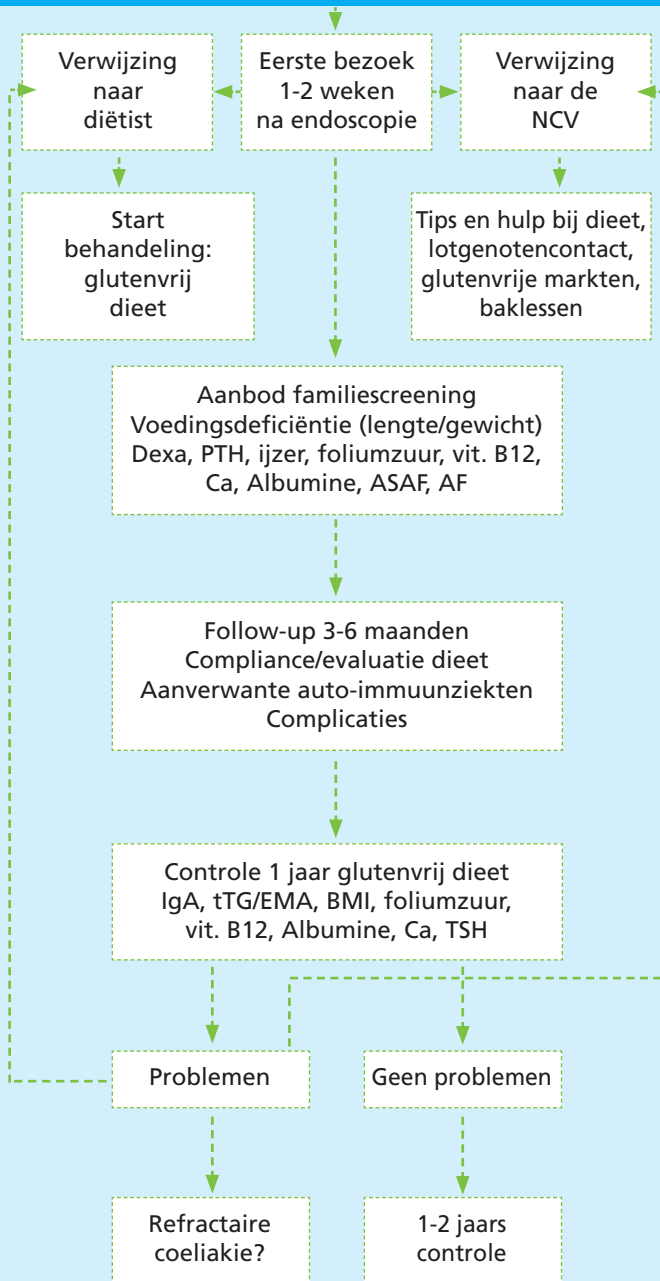 Verwijzing
naar
diëtist
Eerste bezoek
1-2 weken
na endoscopie
Verwijzing
naar de
NCV
Start
behandeling:
glutenvrij
dieet
Tips en hulp bij dieet,
lotgenotencontact,
glutenvrije markten,
baklessen
Aanbod familiescreening
Voedingsdeficiëntie (lengte/gewicht)
Dexa, PTH, ijzer, foliumzuur, vit. B12,
Ca, Albumine, ASAF, AF
Follow-up 3-6 maanden
Compliance/evaluatie dieet
Aanverwante auto-immuunziekten
Complicaties
Controle 1 jaar glutenvrij dieet
IgA, tTG/EMA, BMI, foliumzuur,
vit. B12, Albumine, Ca, TSH
Problemen
Geen problemen
Refractaire
coeliakie?
1-2 jaars
controle